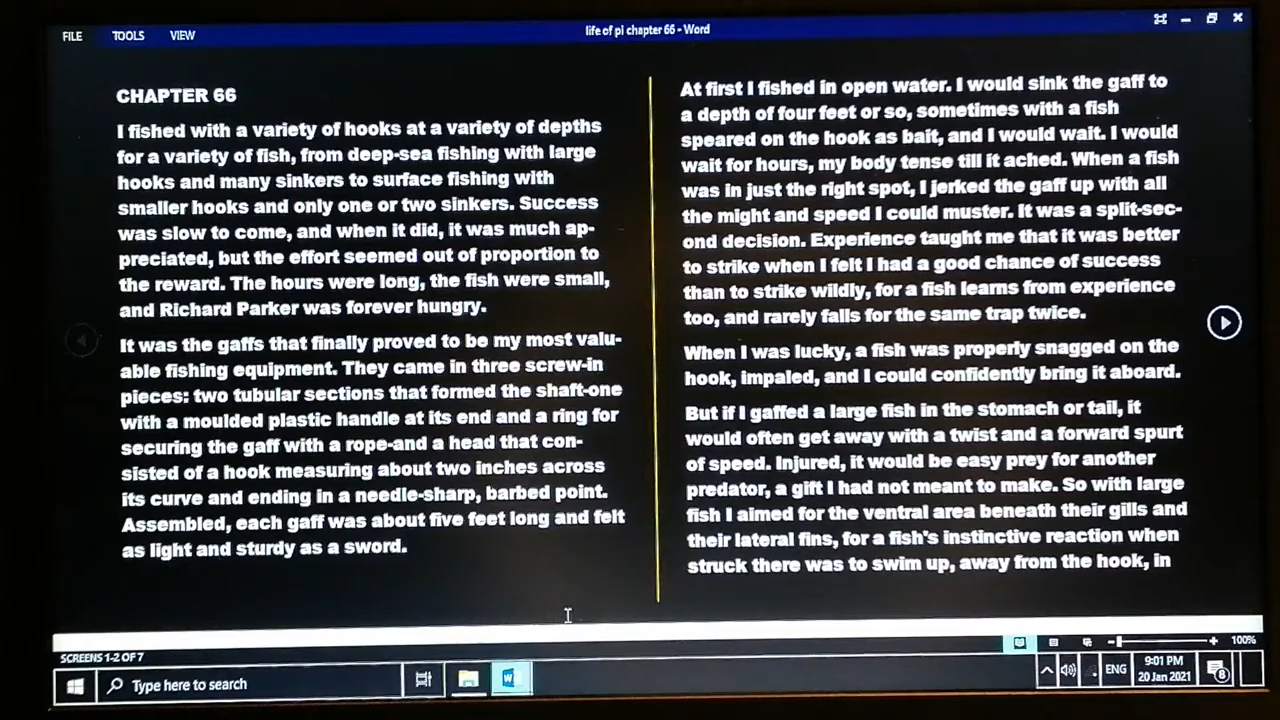 FILE TOOLS VIEW
life of pi chapter 66 - Word
CHAPTER 66
I fished with a variety of hooks at a variety of depths
for a variety of fish, from deep-sea fishing with large
hooks and many sinkers to surface fishing with
smaller hooks and only one or two sinkers. Success
was slow to come, and when it did, it was much ap-
preciated, but the effort seemed out of proportion to
the reward. The hours were long, the fish were small,
and Richard Parker was forever hungry.
It was the gaffs that finally proved to be my most valu-
able fishing equipment. They came in three screw-in
pieces: two tubular sections that formed the shaft-one
with a moulded plastic handle at its end and a ring for
securing the gaff with a rope-and a head that con-
sisted of a hook measuring about two inches across
its curve and ending in a needle-sharp, barbed point.
Assembled, each gaff was about five feet long and felt
as light and sturdy as a sword.
At first I fished in open water. I would sink the gaff to
a depth of four feet or so, sometimes with a fish
speared on the hook as bait, and I would wait. I would
wait for hours, my body tense till it ached. When a fish
was in just the right spot, I jerked the gaff up with all
the might and speed I could muster. It was a split-sec-
ond decision. Experience taught me that it was better
to strike when I felt I had a good chance of success
than to strike wildly, for a fish learns from experience
too, and rarely falls for the same trap twice.
When I was lucky, a fish was properly snagged on the
hook, impaled, and I could confidently bring it aboard.
But if I gaffed a large fish in the stomach or tail, it
would often get away with a twist and a forward spurt
of speed. Injured, it would be easy prey for another
predator, a gift I had not meant to make. So with large
fish I aimed for the ventral area beneath their gills and
their lateral fins, for a fish's instinctive reaction when
struck there was to swim up, away from the hook, in
SCREENS 1-2 OF 7
100%
Type here to search
W
ENG
9:01 PM
20 Jan 2021
8